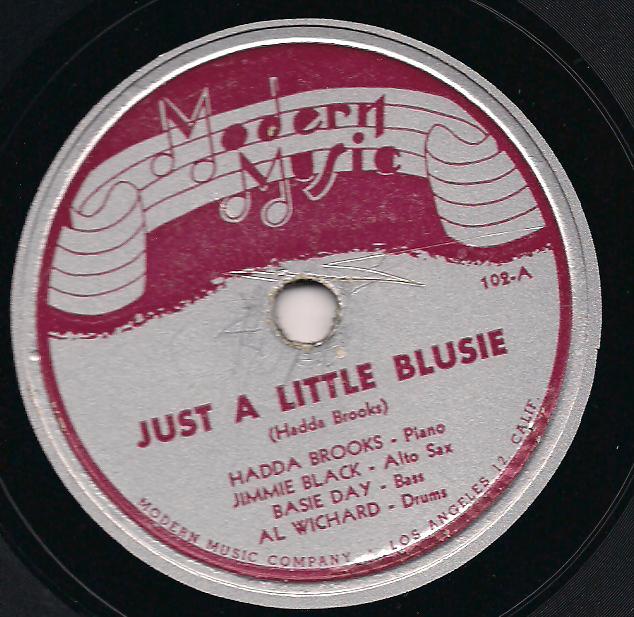 Modern
Music
102-A
JUST A LITTLE BLUSIE
(Hadda Brooks)
HADDA BROOKS - Piano
JIMMIE BLACK - Alto Sax
BASIE DAY - Bass
AL WICHARD - Drums
MODERN MUSIC COMPANY LOS ANGELES 12, CALIF.